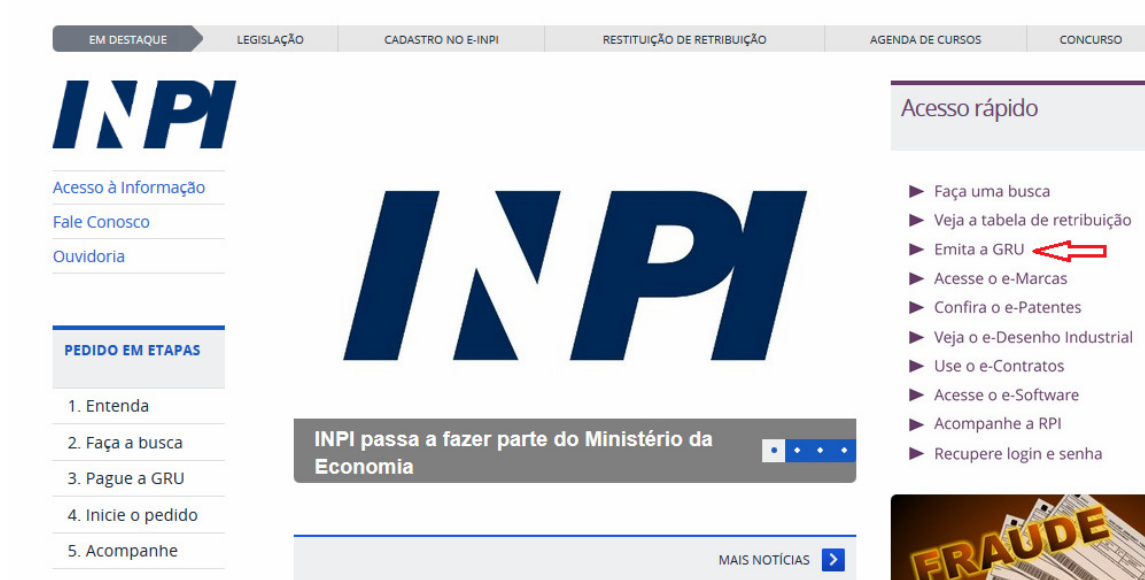 EM DESTAQUE
LEGISLAÇÃO
CADASTRO NO E-INPI
RESTITUIÇÃO DE RETRIBUIÇÃO
AGENDA DE CURSOS
CONCURSO
INPI
Acesso à Informação
Fale Conosco
Ouvidoria
PEDIDO EM ETAPAS
1. Entenda
2. Faça a busca
3. Pague a GRU
4. Inicie o pedido
5. Acompanhe
INPI
INPI passa a fazer parte do Ministério da
Economia
MAIS NOTÍCIAS
Acesso rápido
Faça uma busca
Veja a tabela de retribuição
Emita a GRU
Acesse o e-Marcas
Confira o e-Patentes
Veja o e-Desenho Industrial
Use o e-Contratos
Acesse o e-Software
Acompanhe a RPI
Recupere login e senha
FRAUDE